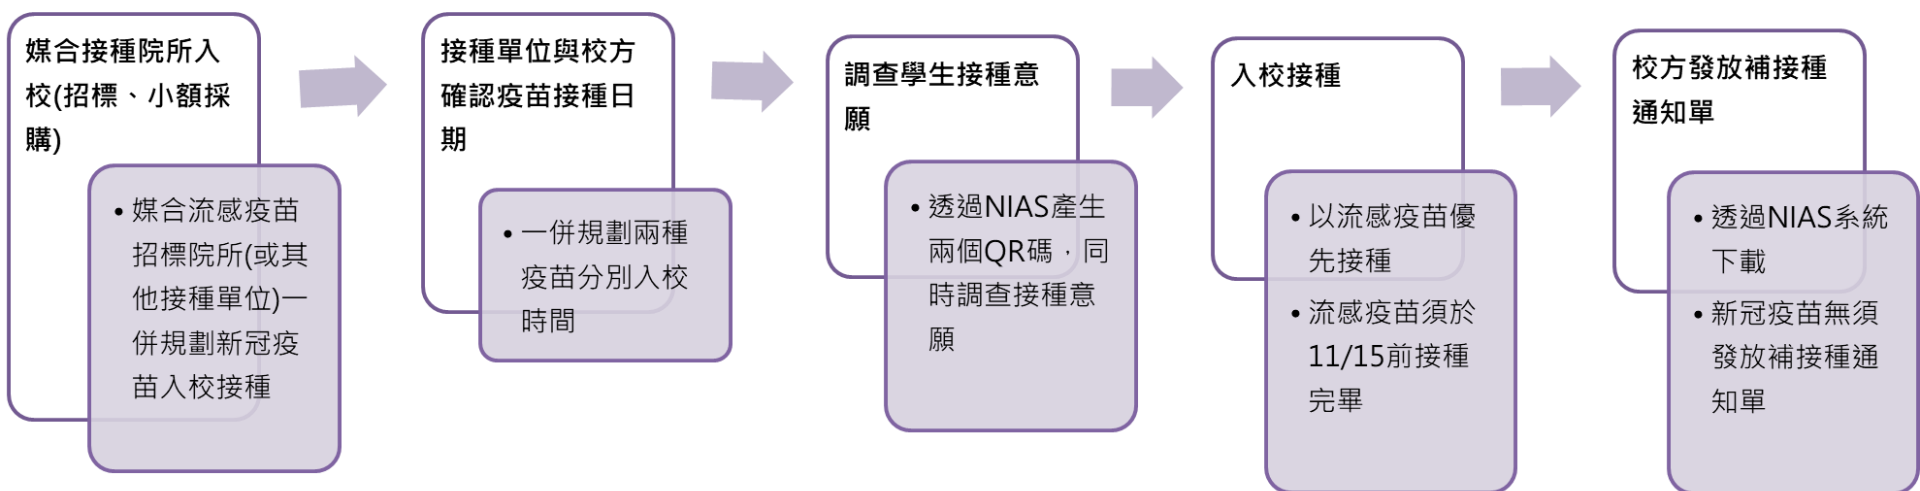 媒合接種院所入
校(招標、小額採
購)
• 媒合流感疫苗
招標院所(或其
他接種單位)一
併規劃新冠疫
苗入校接種
接種單位與校方
確認疫苗接種日
期
• 一併規劃兩種
疫苗分別入校
時間
調查學生接種意
願
• 透過NIAS產生
兩個QR碼，同
時調查接種意
願
入校接種
• 以流感疫苗優
先接種
• 流感疫苗須於
11/15前接種
完畢
校方發放補接種
通知單
• 透過NIAS系統
下載
• 新冠疫苗無須
發放補接種通
知單